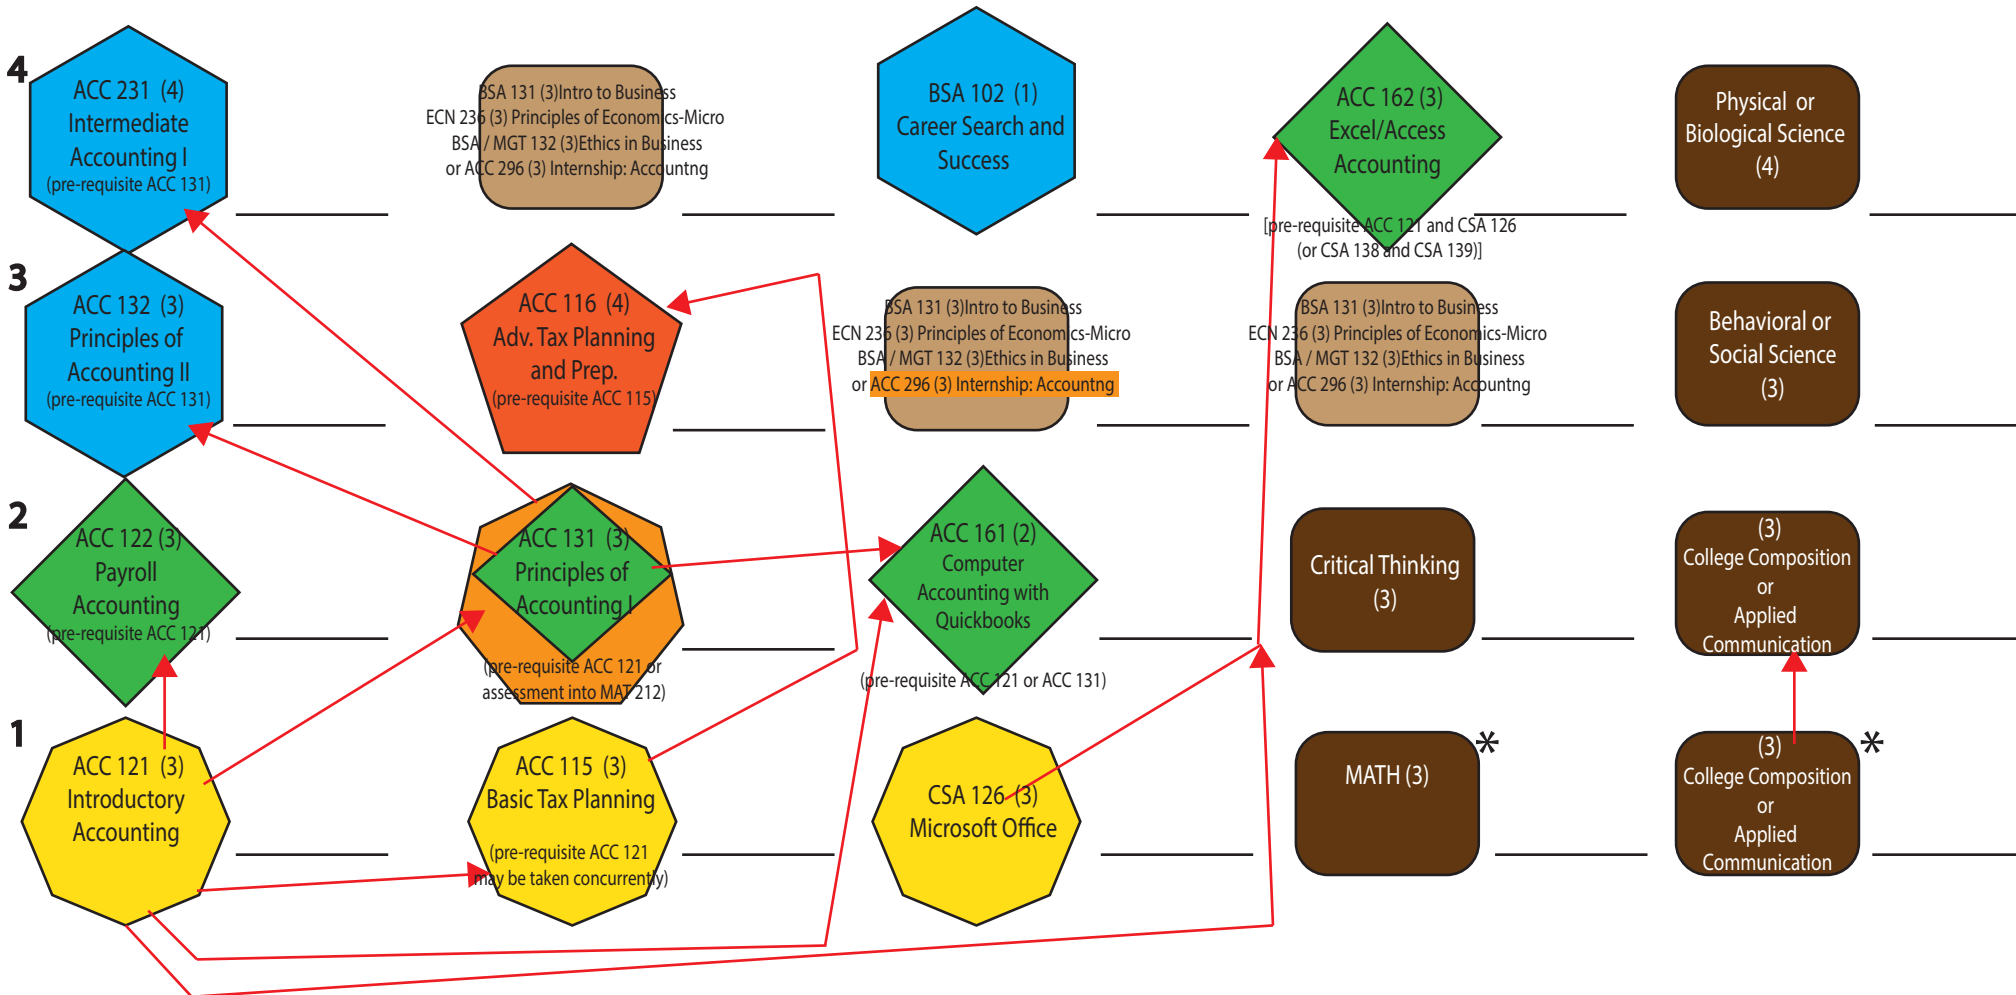 4
ACC 231 (4)
Intermediate
Accounting I
(pre-requisite ACC 131)
BSA 131 (3)Intro to Business
ECN 236 (3) Principles of Economics-Micro
BSA / MGT 132 (3)Ethics in Business
or ACC 296 (3) Internship: Accountng
BSA 102 (1)
Career Search and
Success
ACC 162 (3)
Excel/Access
Accounting
[pre-requisite ACC 121 and CSA 126
(or CSA 138 and CSA 139)]
Physical or
Biological Science
(4)
3
ACC 132 (3)
Principles of
Accounting II
(pre-requisite ACC 131)
ACC 116 (4)
Adv. Tax Planning
and Prep.
(pre-requisite ACC 115)
BSA 131 (3)Intro to Business
ECN 236 (3) Principles of Economics-Micro
BSA / MGT 132 (3)Ethics in Business
or ACC 296 (3) Internship: Accountng
BSA 131 (3)Intro to Business
ECN 236 (3) Principles of Economics-Micro
BSA / MGT 132 (3)Ethics in Business
or ACC 296 (3) Internship: Accountng
Behavioral or
Social Science
(3)
2
ACC 122 (3)
Payroll
Accounting
(pre-requisite ACC 121)
ACC 131 (3)
Principles of
Accounting I
(pre-requisite ACC 121 or
assessment into MAT 212)
ACC 161 (2)
Computer
Accounting with
Quickbooks
(pre-requisite ACC 121 or ACC 131)
Critical Thinking
(3)
(3)
College Composition
or
Applied
Communication
1
ACC 121 (3)
Introductory
Accounting
ACC 115 (3)
Basic Tax Planning
(pre-requisite ACC 121
may be taken concurrently)
CSA 126 (3)
Microsoft Office
MATH (3)
*
(3)
College Composition
or
Applied
Communication
*